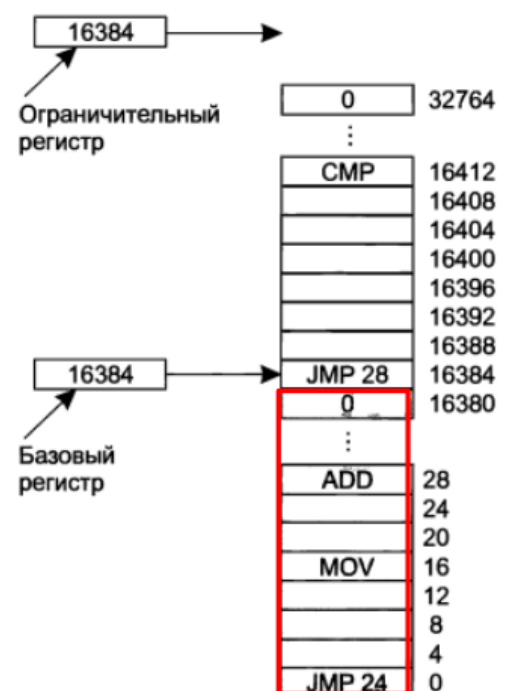 16384
Ограничительный
регистр
0 32764
⋮
CMP 16412
16408
16404
16400
16396
16392
16388
16384 JMP 28 16384
0 16380
Базовый
регистр
⋮
ADD 28
24
20
MOV 16
12
8
4
JMP 24 0